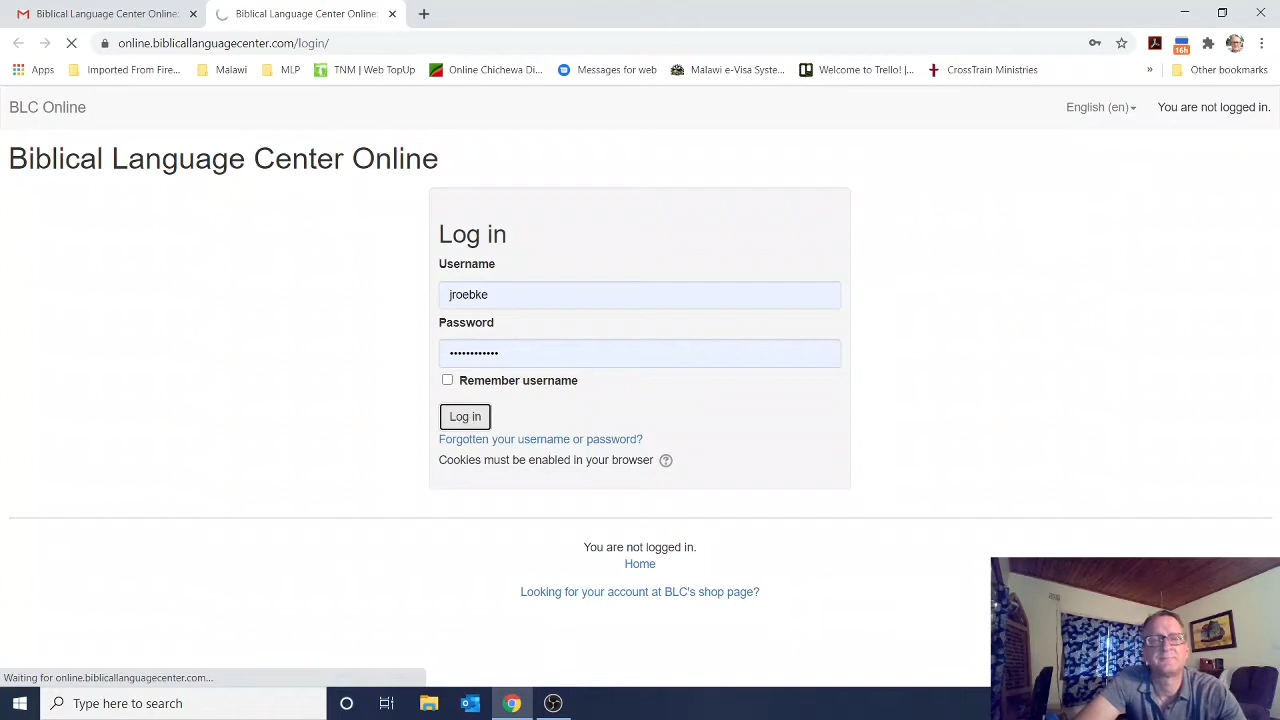 Biblical Language Center Online:
Biblical Language Center Online:
online.biblicallanguagecenter.com/login/
Apps
Imported From Fire...
Malawi
MLP
TNM | Web TopUp
Online Chichewa Di...
Messages for web
Malawi e-Visa Syste...
Welcome to Trello! |...
CrossTrain Ministries
»
Other bookmarks
16h
BLC Online
English (en)
You are not logged in.
Biblical Language Center Online
Log in
Username
jroebke
Password
••••••••••••
Remember username
Log in
Forgotten your username or password?
Cookies must be enabled in your browser
You are not logged in.
Home
Looking for your account at BLC's shop page?
Waiting for online.biblicallanguagecenter.com...
Type here to search